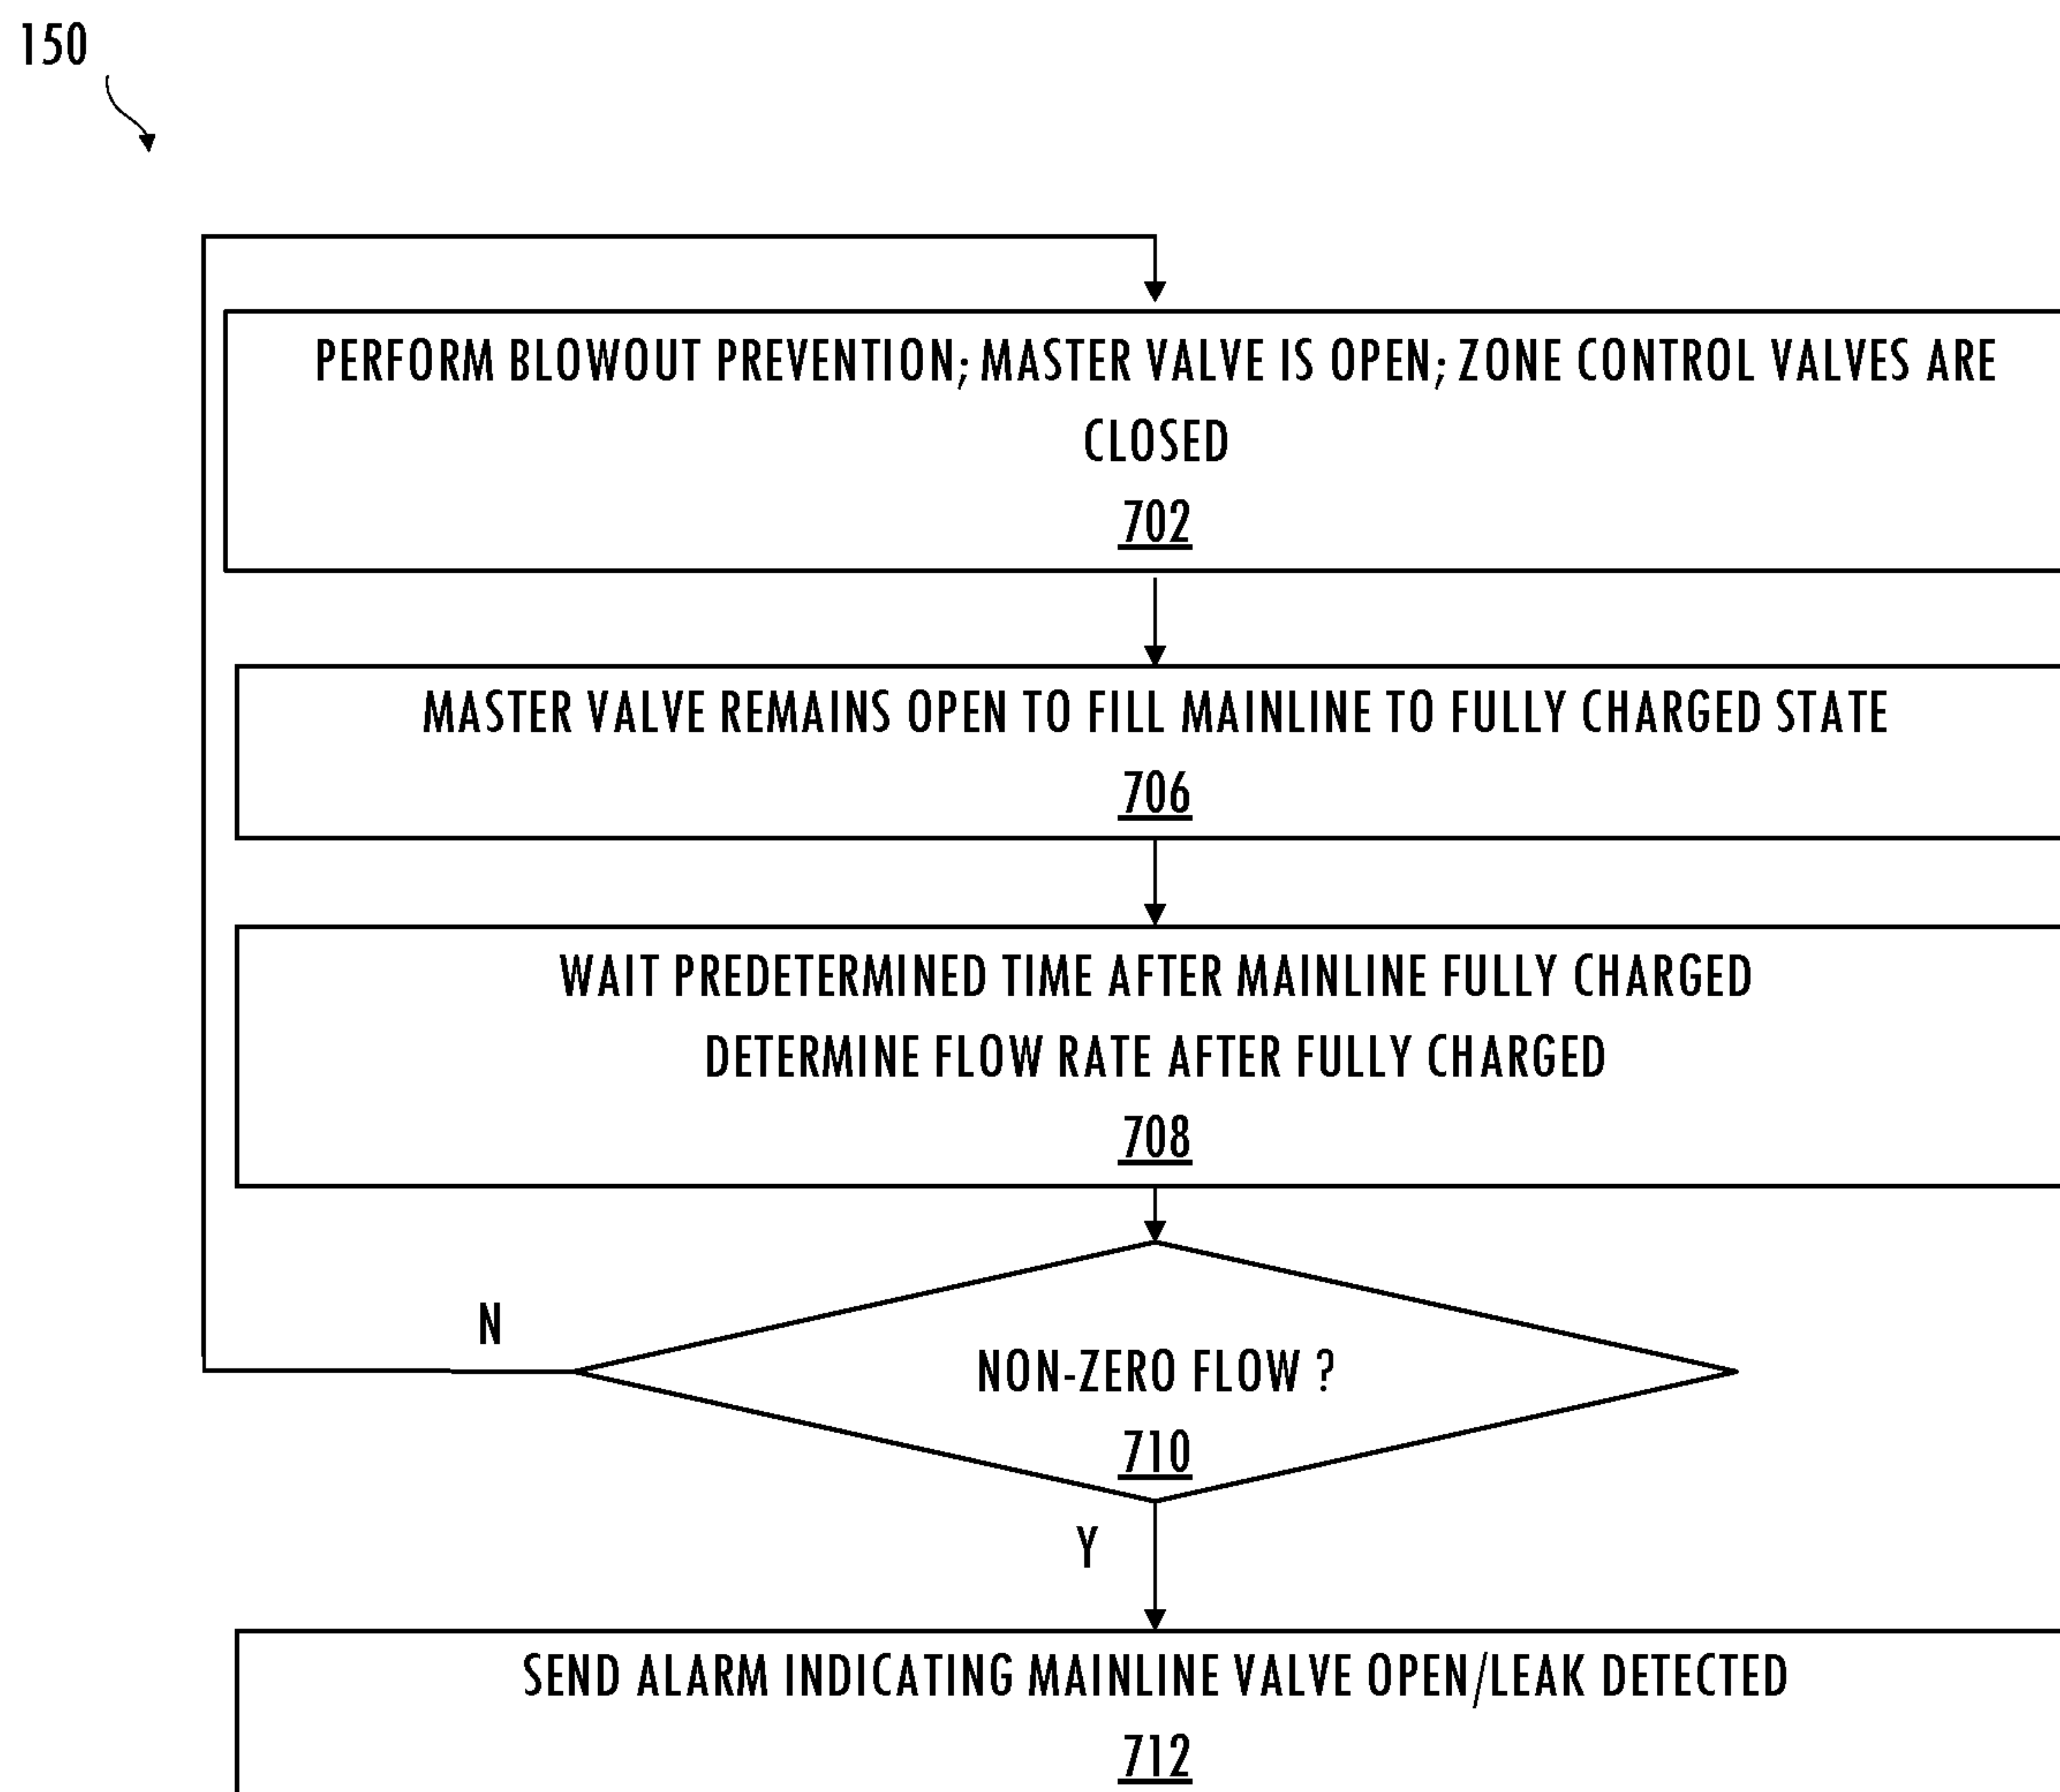 150
PERFORM BLOWOUT PREVENTION; MASTER VALVE IS OPEN; ZONE CONTROL VALVES ARE
CLOSED
702
MASTER VALVE REMAINS OPEN TO FILL MAINLINE TO FULLY CHARGED STATE
706
WAIT PREDETERMINED TIME AFTER MAINLINE FULLY CHARGED
DETERMINE FLOW RATE AFTER FULLY CHARGED
708
N
NON-ZERO FLOW ?
710
Y
SEND ALARM INDICATING MAINLINE VALVE OPEN/LEAK DETECTED
712